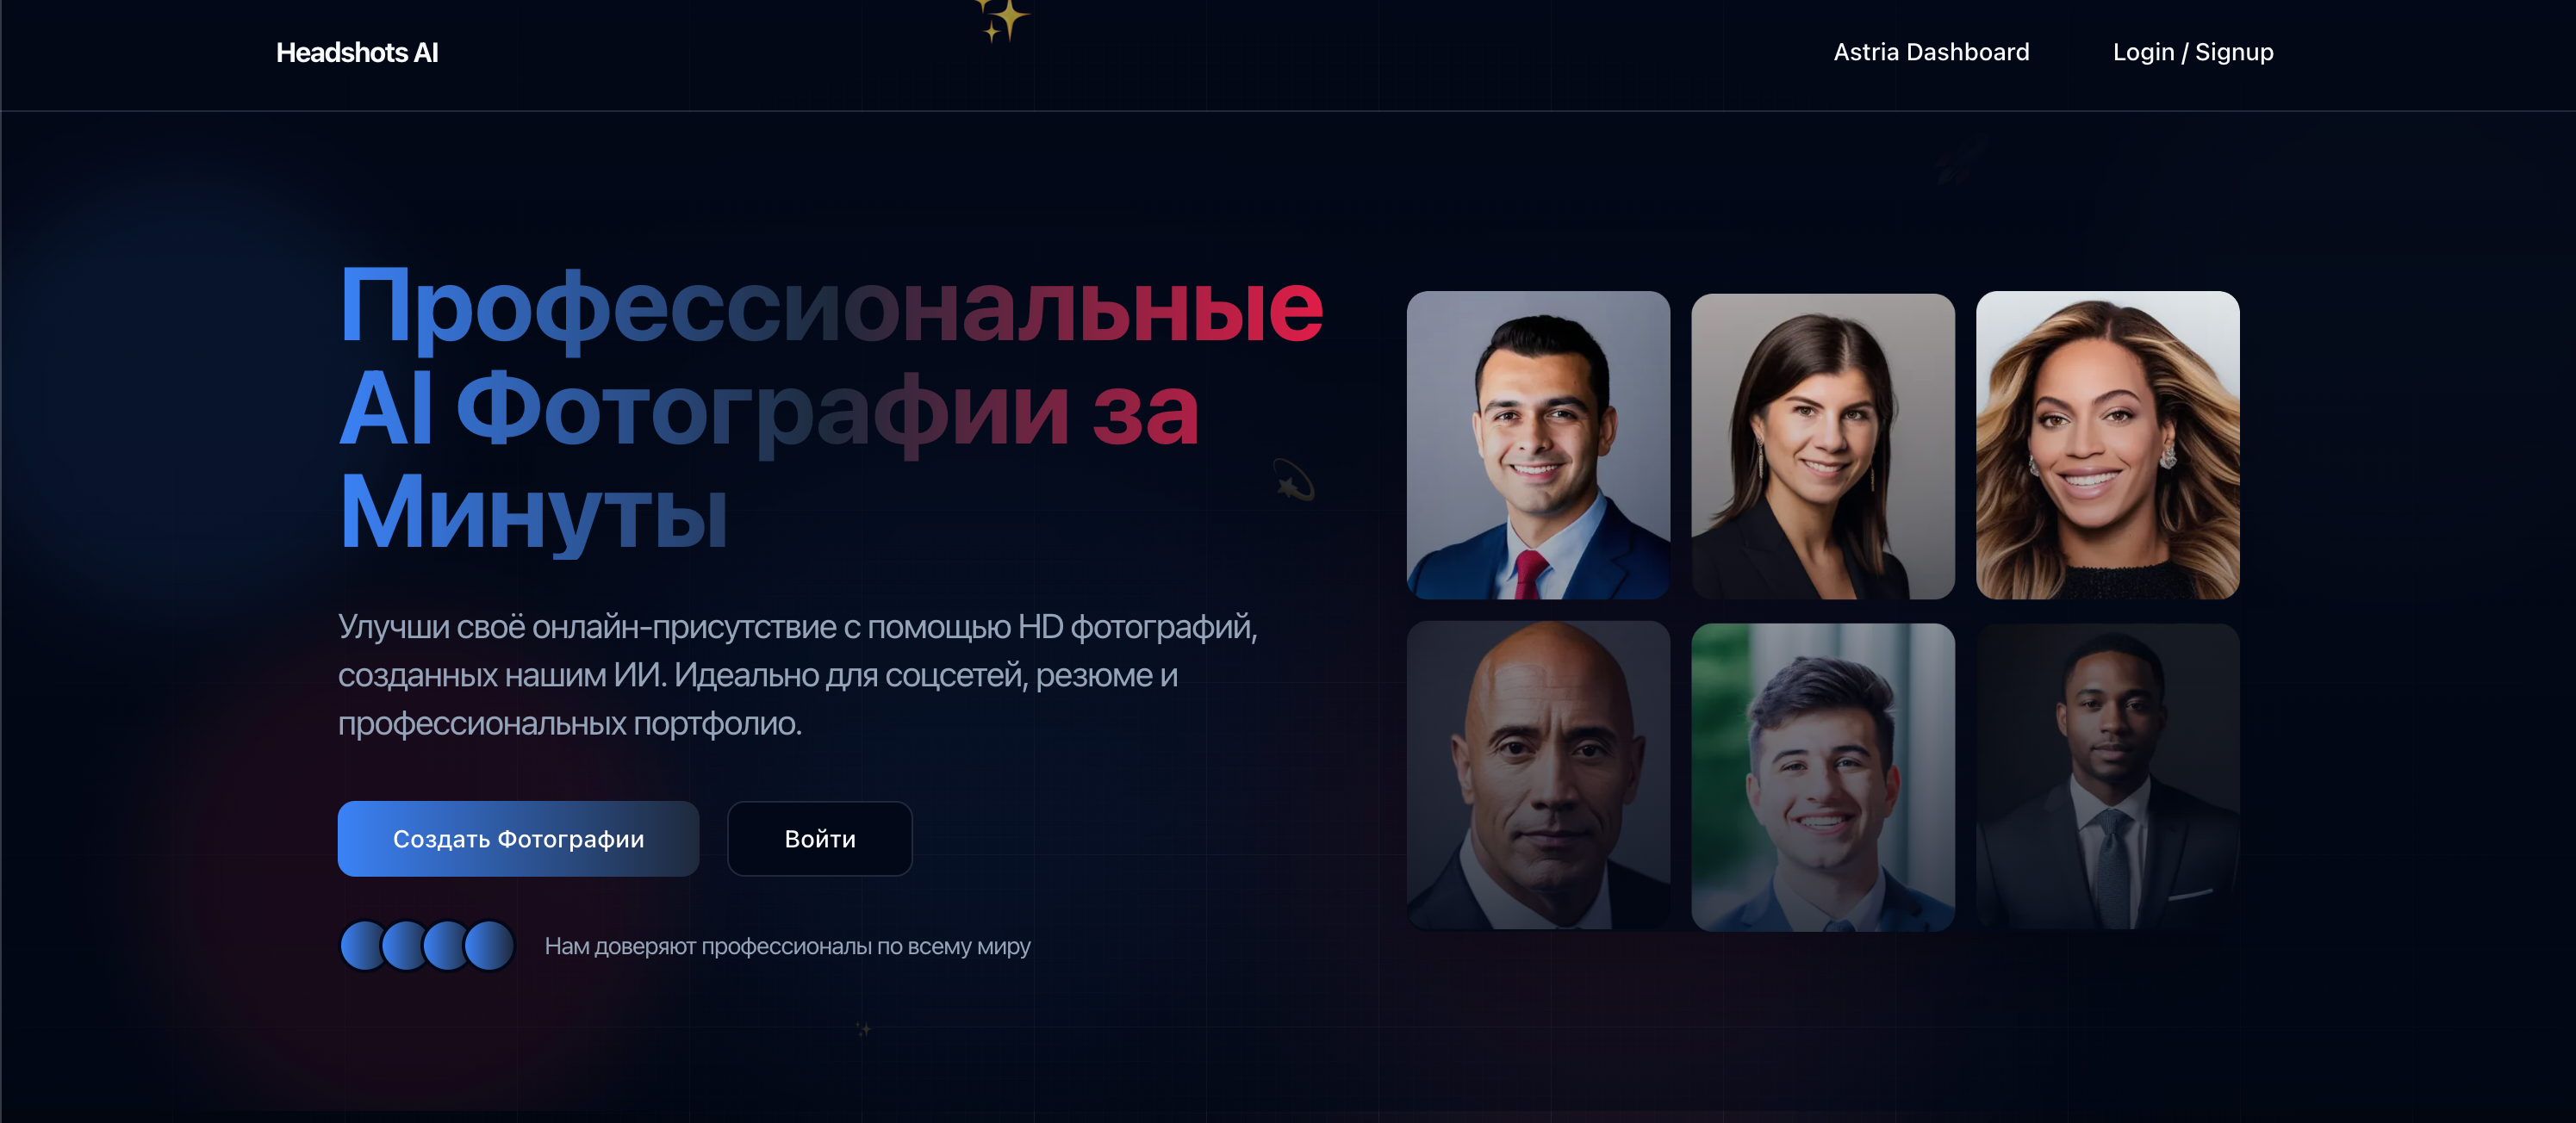 Headshots AI
Astria Dashboard
Login / Signup
Профессиональные
AI Фотографии за
Минуты
Улучши своё онлайн-присутствие с помощью HD фотографий,
созданных нашим ИИ. Идеально для соцсетей, резюме и
профессиональных портфолио.
Создать Фотографии
Войти
Нам доверяют профессионалы по всему миру